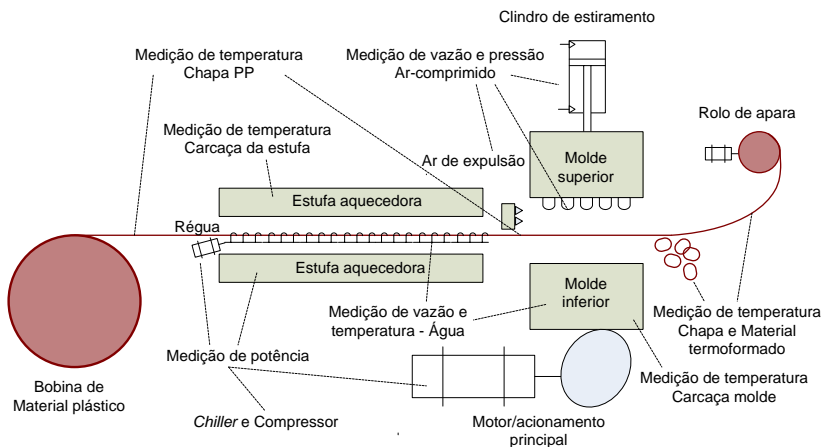 Clindro de estiramento
Medição de temperatura
Chapa PP
Medição de vazão e pressão
Ar-comprimido
Rolo de apara
Medição de temperatura
Carcaça da estufa
Ar de expulsão
Molde
superior
Estufa aquecedora
Régua
Estufa aquecedora
Molde
inferior
Medição de vazão e
temperatura - Água
Medição de temperatura
Chapa e Material
termoformado
Medição de potência
Medição de temperatura
Carcaça molde
Bobina de
Material plástico
Chiller e Compressor
Motor/acionamento
principal